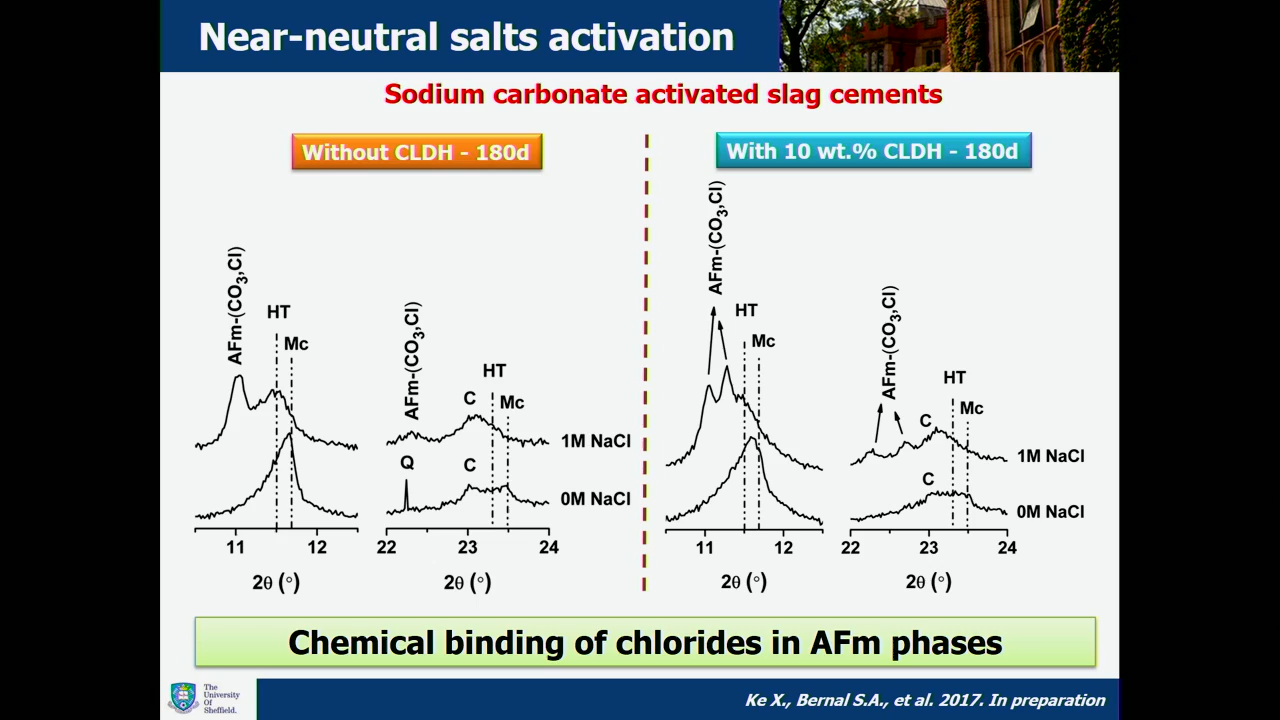 Near-neutral salts activation
Sodium carbonate activated slag cements
Without CLDH - 180d
With 10 wt.% CLDH - 180d
AFm-(CO3,Cl)
HT
Mc
11
12
2θ (°)
AFm-(CO3,Cl)
HT
C
Mc
1M NaCl
Q
C
0M NaCl
22
23
24
2θ (°)
AFm-(CO3,Cl)
HT
Mc
11
12
2θ (°)
AFm-(CO3,Cl)
HT
Mc
C
1M NaCl
C
0M NaCl
22
23
24
2θ (°)
Chemical binding of chlorides in AFm phases
The
University
Of
Sheffield.
Ke X., Bernal S.A., et al. 2017. In preparation